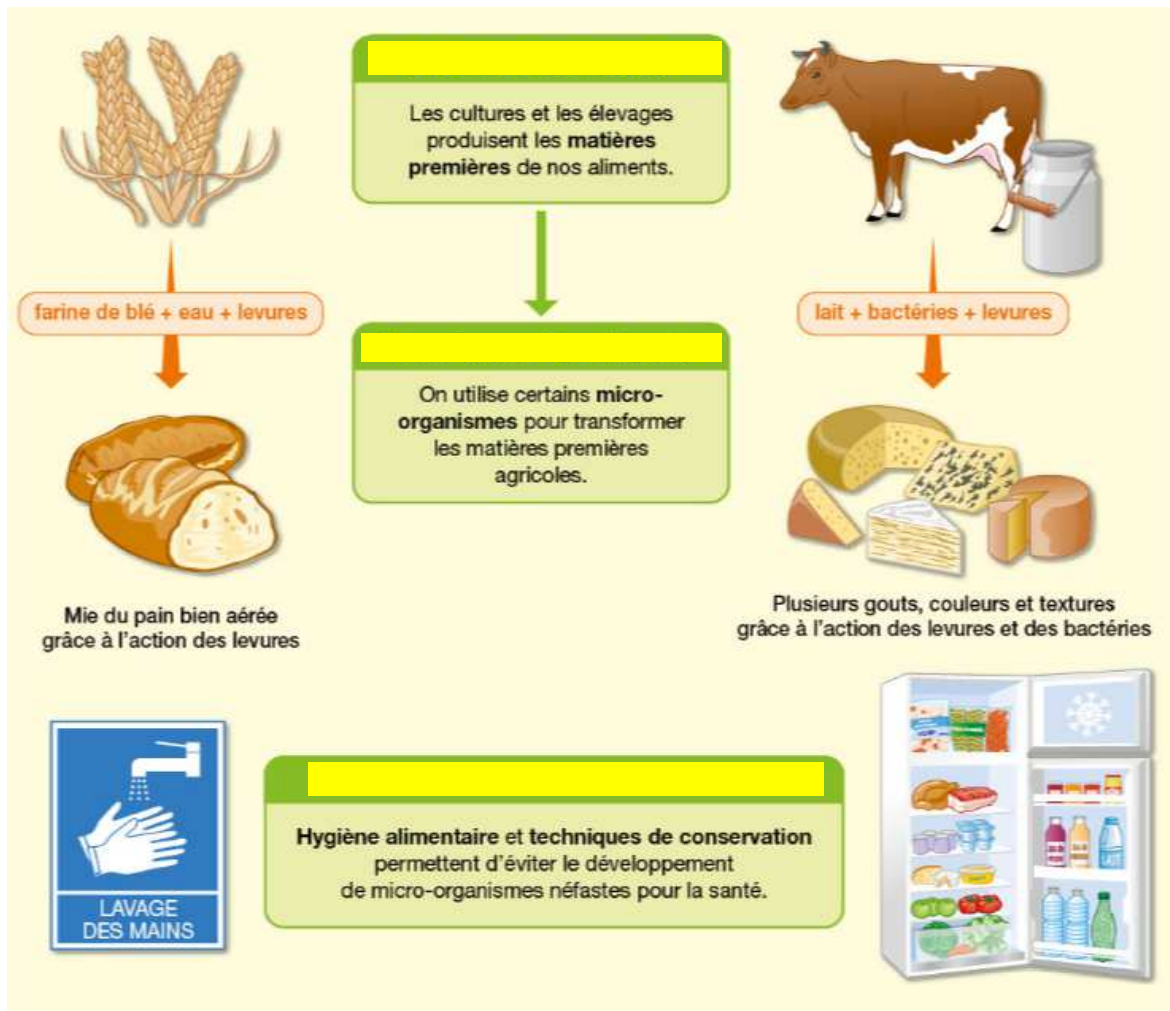 Les cultures et les élevages
produisent les matières
premières de nos aliments.
farine de blé + eau + levures
lait + bactéries + levures
On utilise certains micro-
organismes pour transformer
les matières premières
agricoles.
Mie du pain bien aérée
grâce à l'action des levures
Plusieurs gouts, couleurs et textures
grâce à l'action des levures et des bactéries
LAVAGE
DES MAINS
Hygiène alimentaire et techniques de conservation
permettent d'éviter le développement
de micro-organismes néfastes pour la santé.
LAIT